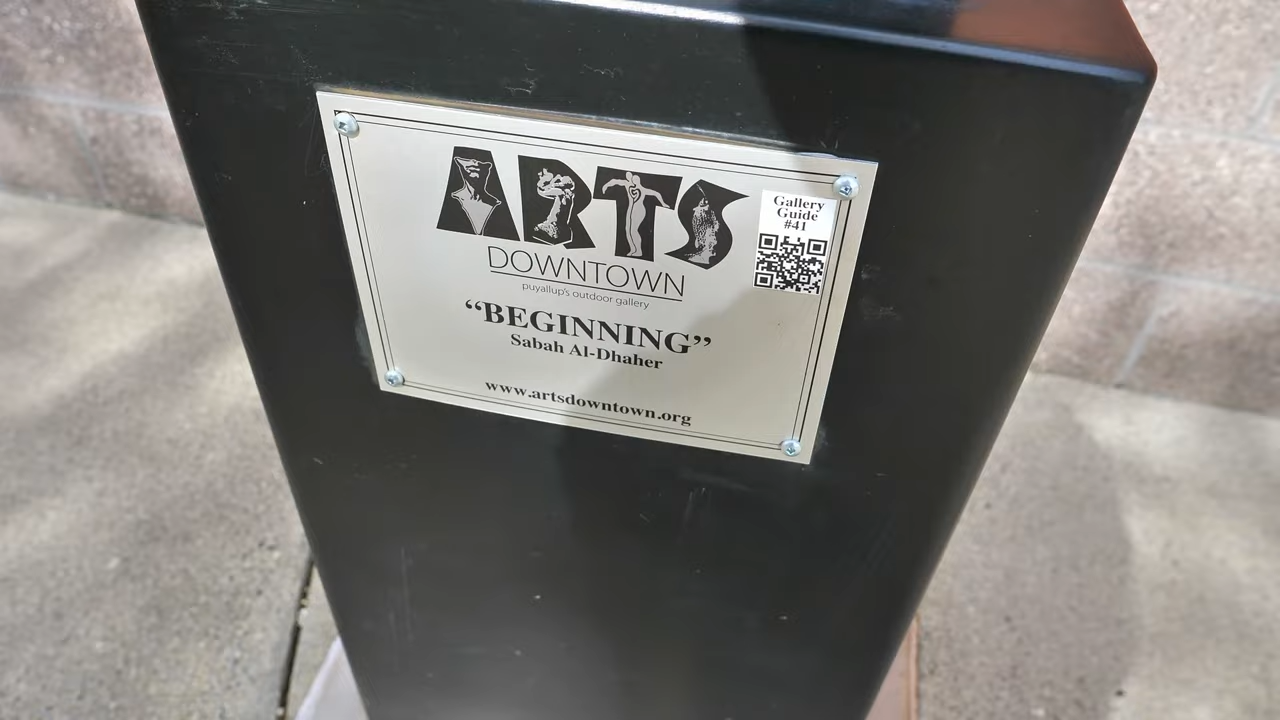 ARTS
DOWNTOWN
puyallup's outdoor gallery
Gallery
Guide
#41
“BEGINNING”
Sabah Al-Dhaher
www.artsdowntown.org